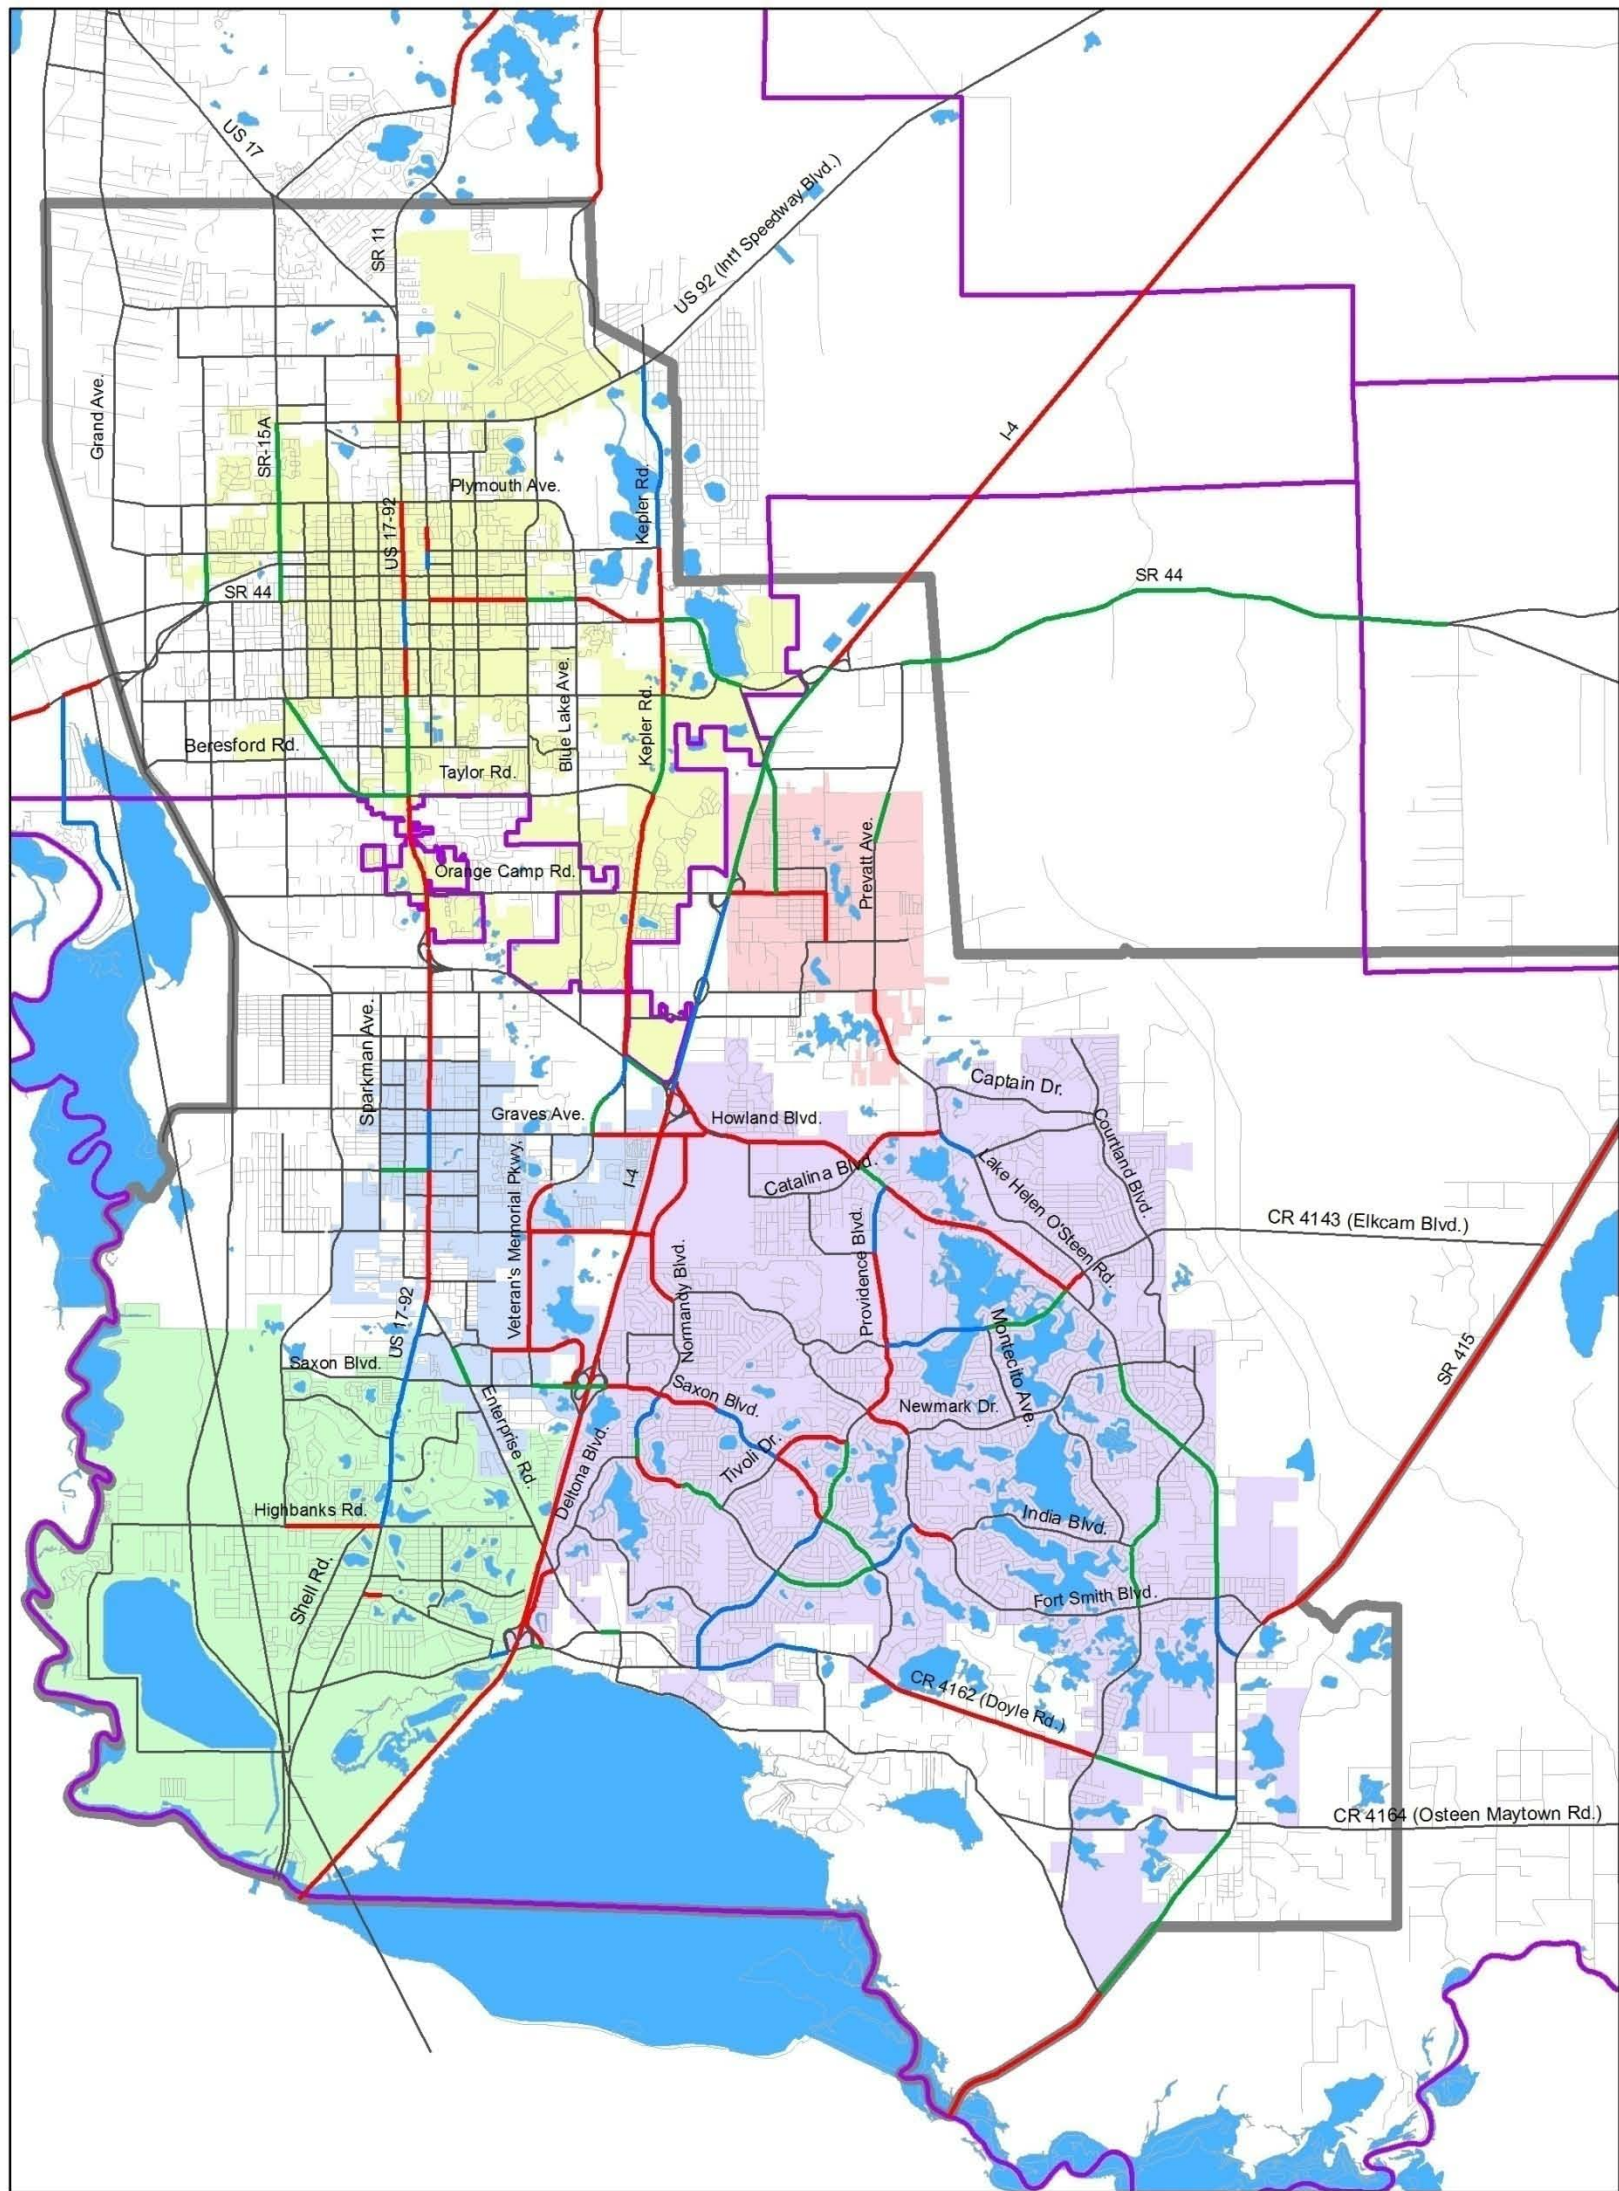 US 17
SR 11
US 92 (Int'l Speedway Blvd.)
Grand Ave.
SR-15A
I-4
Plymouth Ave.
Kepler Rd.
US 17-92
SR 44
SR 44
Blue Lake Ave.
Kepler Rd.
Beresford Rd.
Taylor Rd.
Orange Camp Rd.
Prevatt Ave.
Sparkman Ave.
Captain Dr.
Graves Ave.
Howland Blvd.
Courtland Blvd.
Veteran's Memorial Pkwy.
I-4
Catalina Blvd.
Lake Helen O'Steen Rd.
CR 4143 (Elkcam Blvd.)
Providence Blvd.
Normandy Blvd.
US 17-92
Montecito Ave.
SR 415
Saxon Blvd.
Saxon Blvd.
Enterprise Rd.
Newmark Dr.
Tivoli Dr.
Deltona Blvd.
Highbanks Rd.
India Blvd.
Shell Rd.
Fort Smith Blvd.
CR 4162 (Doyle Rd.)
CR 4164 (Osteen Maytown Rd.)